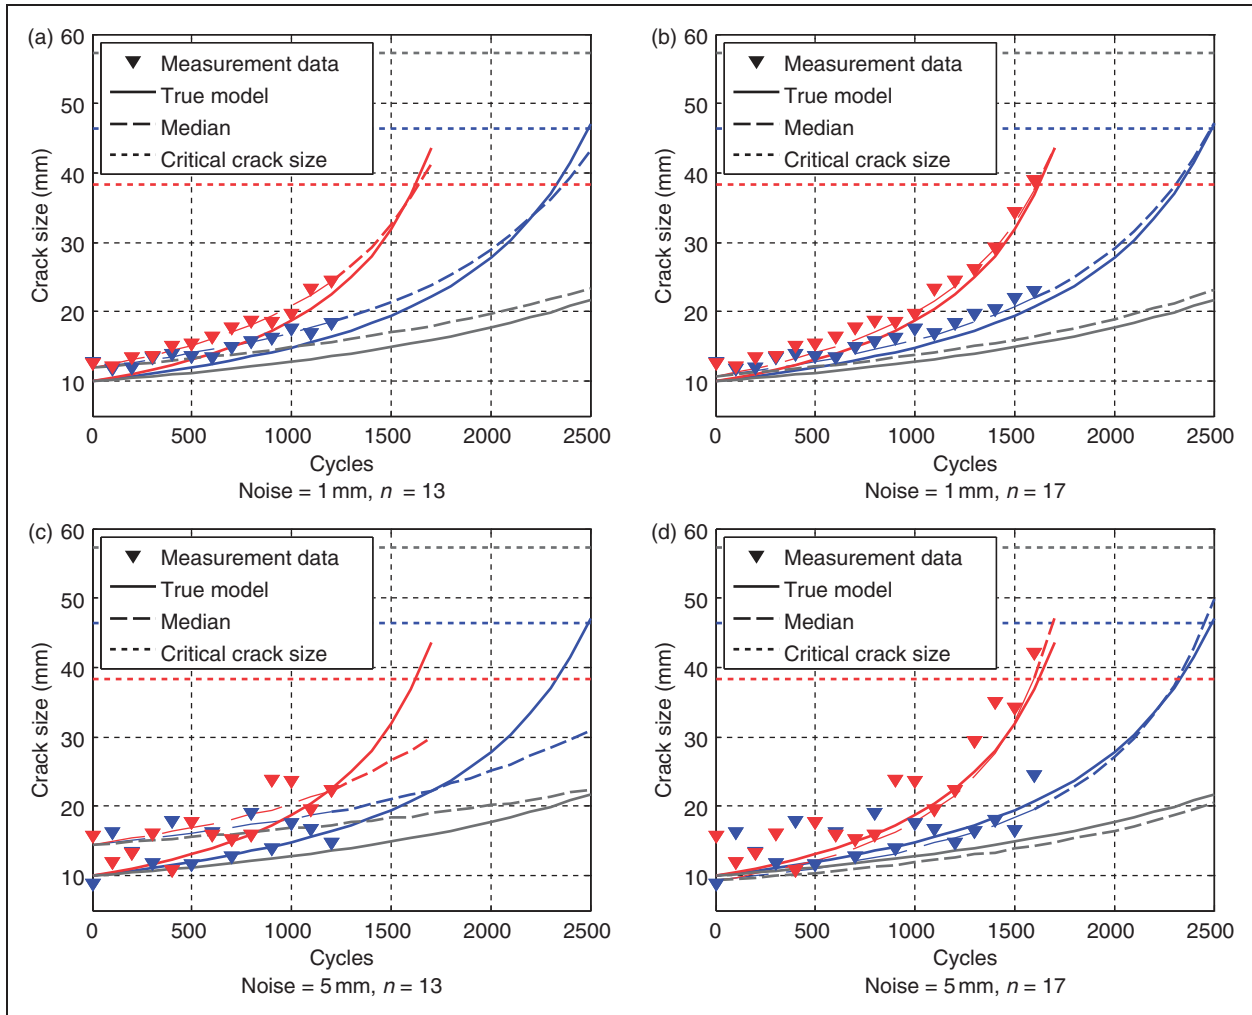 (a)
60
50
40
30
20
10
Crack size (mm)
Measurement data
True model
Median
Critical crack size
0 500 1000 1500 2000 2500
Cycles
Noise = 1 mm, n = 13
(b)
60
50
40
30
20
10
Crack size (mm)
Measurement data
True model
Median
Critical crack size
0 500 1000 1500 2000 2500
Cycles
Noise = 1 mm, n = 17
(c)
60
50
40
30
20
10
Crack size (mm)
Measurement data
True model
Median
Critical crack size
0 500 1000 1500 2000 2500
Cycles
Noise = 5 mm, n = 13
(d)
60
50
40
30
20
10
Crack size (mm)
Measurement data
True model
Median
Critical crack size
0 500 1000 1500 2000 2500
Cycles
Noise = 5 mm, n = 17